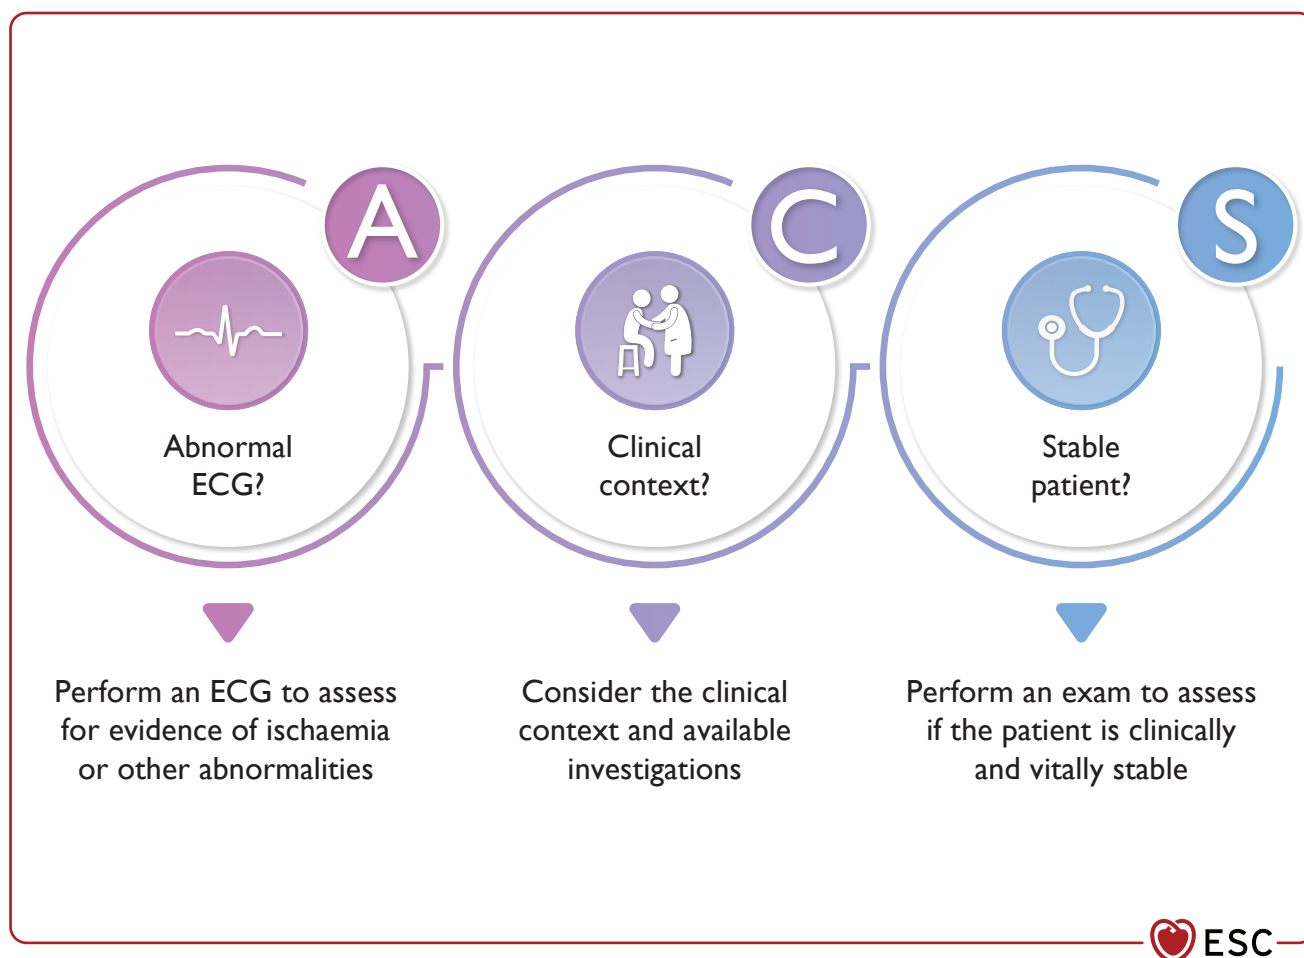 A
C
S
Abnormal
ECG?
Clinical
context?
Stable
patient?
Perform an ECG to assess
for evidence of ischaemia
or other abnormalities
Consider the clinical
context and available
investigations
Perform an exam to assess
if the patient is clinically
and vitally stable
ESC